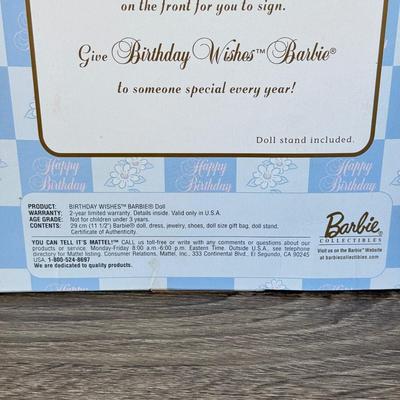 on the front for you to sign.
Give Birthday Wishes™ Barbie®
to someone special every year!
Doll stand included.
Happy Birthday
Happy Birthday
Happy Birthday
Happy Birthday
PRODUCT: BIRTHDAY WISHES™ BARBIE® Doll
WARRANTY: 2-year limited warranty. Details inside. Valid only in U.S.A.
AGE GRADE: Not for children under 3 years.
CONTENTS: 29 cm (11 1/2") Barbie® doll, dress, jewelry, shoes, doll size gift bag, doll stand.
Certificate of Authenticity.
YOU CAN TELL IT'S MATTEL!™ CALL us toll-free or write with any comments or questions about our
products or service. Monday-Friday 8:00 a.m.-6:00 p.m. Eastern Time. Outside U.S.A., see telephone
directory for Mattel listing. Consumer Relations, Mattel, Inc., 333 Continental Blvd., El Segundo, CA 90245
USA. 1-800-524-8697
We are dedicated to quality products.
Barbie
COLLECTIBLES
Visit us on the Barbie™ Website
at barbiecollectibles.com